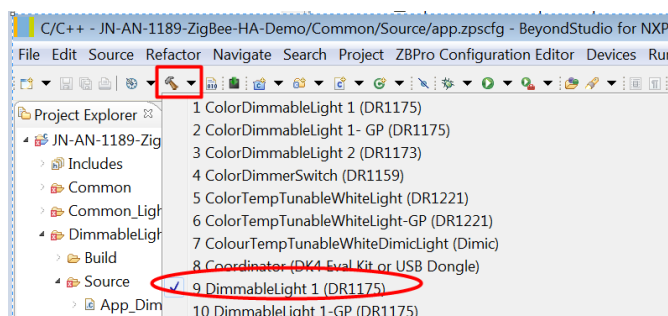 C/C++ - JN-AN-1189-ZigBee-HA-Demo/Common/Source/app.zpscfg - BeyondStudio for NXP
File Edit Source Refactor Navigate Search Project ZBPro Configuration Editor Devices Ru
Project Explorer
JN-AN-1189-Zig
Includes
Common
Common_Ligh
DimmableLigh
Build
Source
App_Dim
1 ColorDimmableLight 1 (DR1175)
2 ColorDimmableLight 1- GP (DR1175)
3 ColorDimmableLight 2 (DR1173)
4 ColorDimmerSwitch (DR1159)
5 ColorTempTunableWhiteLight (DR1221)
6 ColorTempTunableWhiteLight-GP (DR1221)
7 ColourTempTunableWhiteDimicLight (Dimic)
8 Coordinator (DK4 Eval Kit or USB Dongle)
9 DimmableLight 1 (DR1175)
10 DimmableLight 1-GP (DR1175)